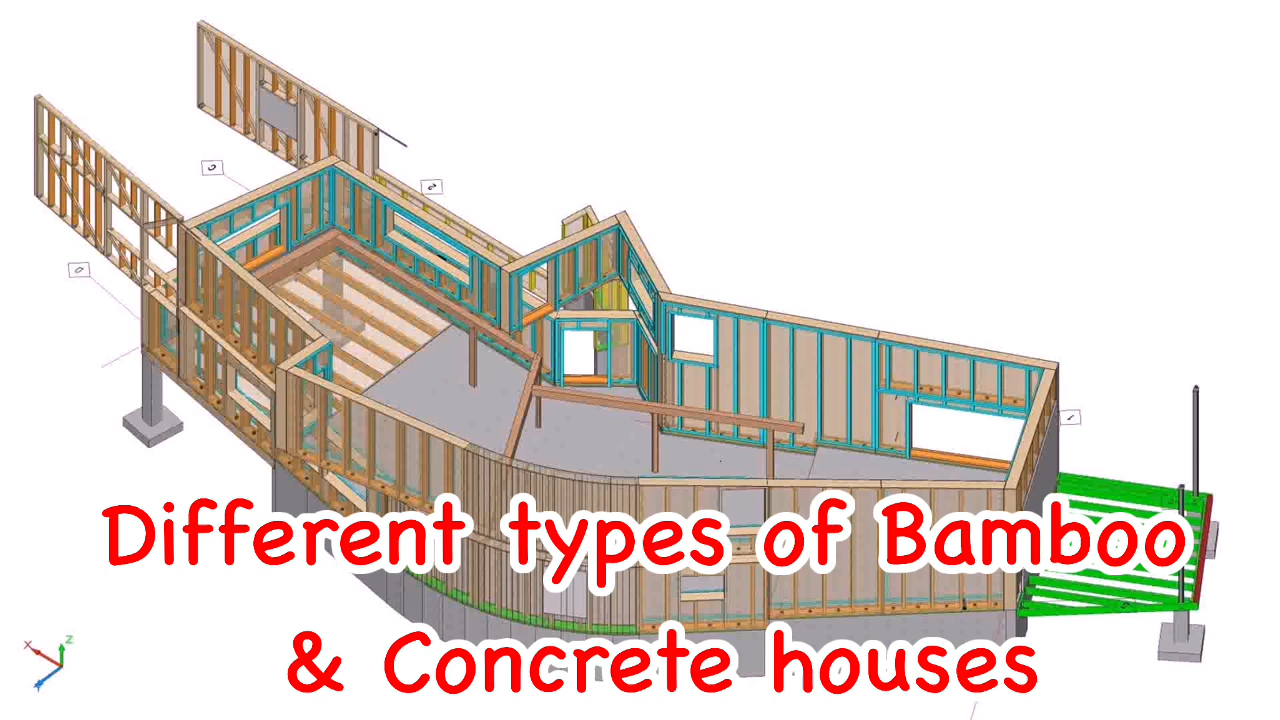 Different types of Bamboo
& Concrete houses
X
Z
Y